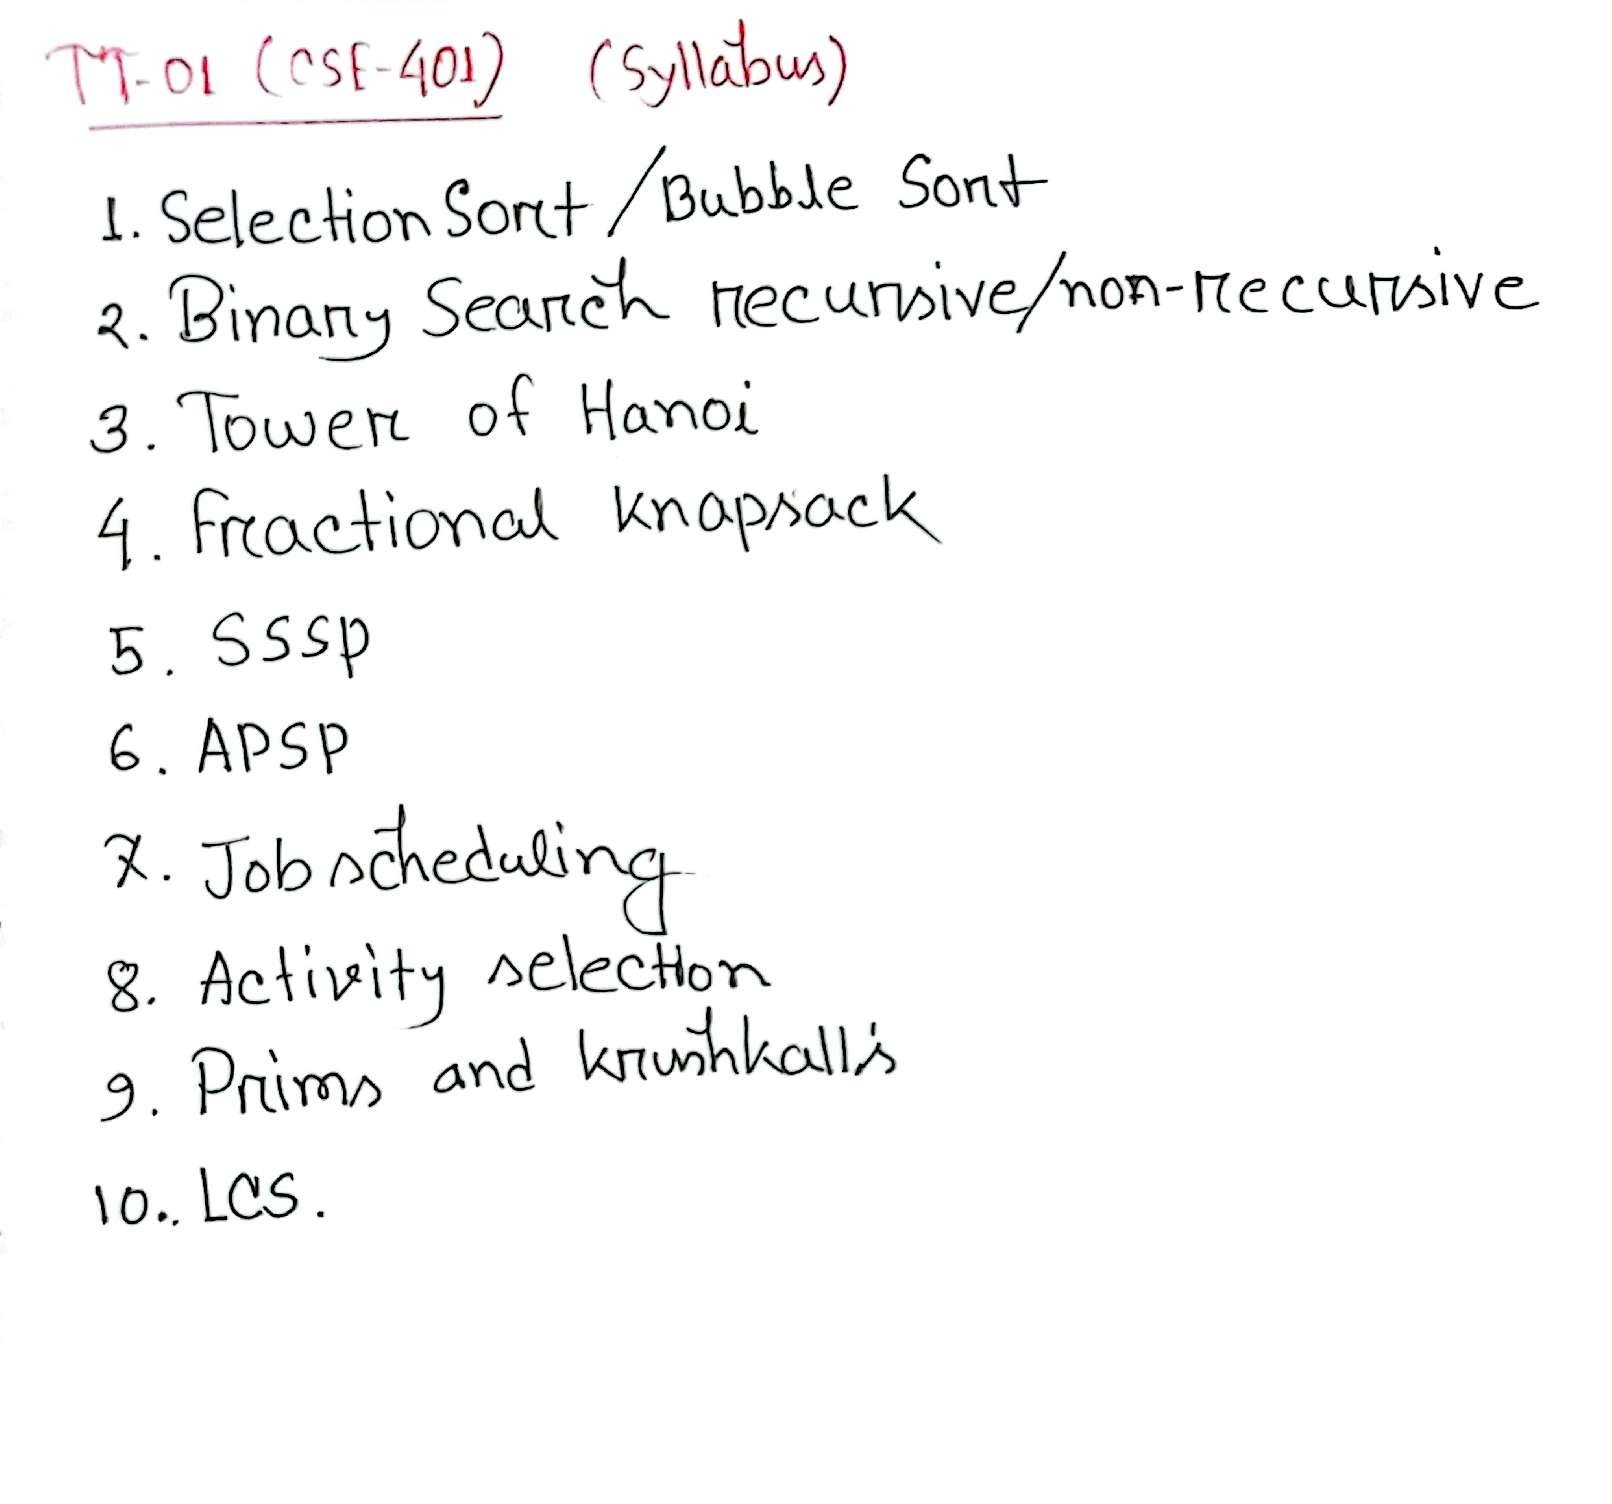 TT-01 (CSE-401) (Syllabus)
1. Selection Sort / Bubble Sort
2. Binary Search recursive/non-recursive
3. Tower of Hanoi
4. Fractional knapsack
5. SSSP
6. APSP
7. Job scheduling
8. Activity selection
9. Prims and krushkall's
10. LCS.